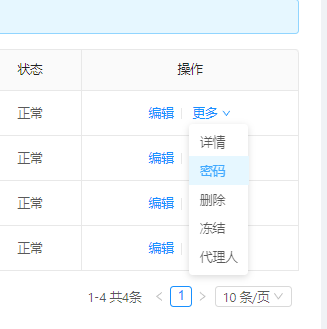 状态 操作
正常 编辑 更多
详情
正常 编辑
密码
正常 编辑 删除
冻结
正常 编辑
代理人
1-4 共4条 1 10 条/页